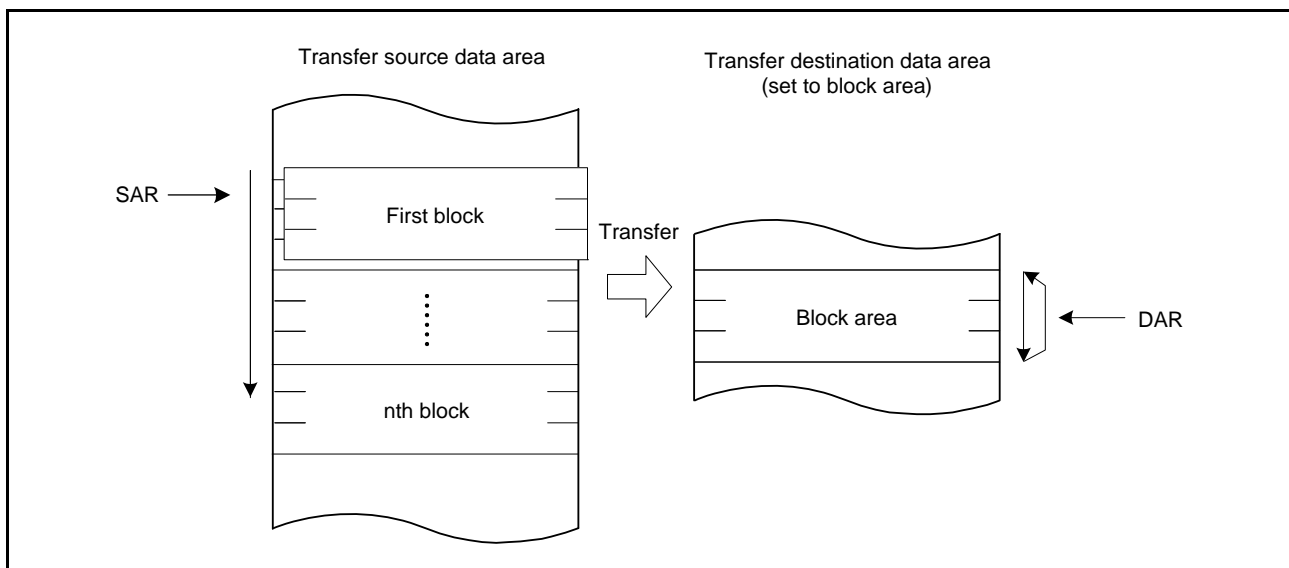 Transfer source data area
Transfer destination data area
(set to block area)
SAR
First block
Transfer
Block area
DAR
nth block